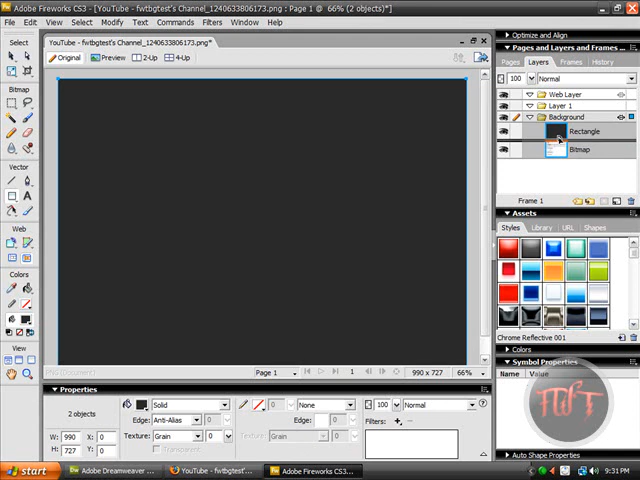 Adobe Fireworks CS3 - [YouTube - fwtbgtest's Channel_1240633806173.png : Page 1 @ 66% (Background)]
File Edit View Select Modify Text Commands Filters Window Help
Select
Bitmap
Vector
Web
Colors
View
YouTube - fwtbgtest's Channel_1240633806173.png*
Original Preview 2-Up 4-Up
PNG (Document)
Page 1 1 990 x 727 66%
Optimize and Align
Pages and Layers and Frames ...
Pages Layers Frames History
100 Normal
Web Layer
Layer 1
Background
Rectangle
Bitmap
Frame 1
Assets
Styles Library URL Shapes
Chrome Reflective 001
Colors
Symbol Properties
Name Value
FWT
Auto Shape Properties
Properties
2 objects
W: 990 X: 0
H: 727 Y: 0
Solid
Edge: Anti-Alias
Texture: Grain 0
Transparent
0 None
Edge: 0
Texture: Grain 0
100 Normal
Filters:
start
Adobe Dreamweaver ...
YouTube - fwtbgtest'...
Adobe Fireworks CS3...
9:31 PM